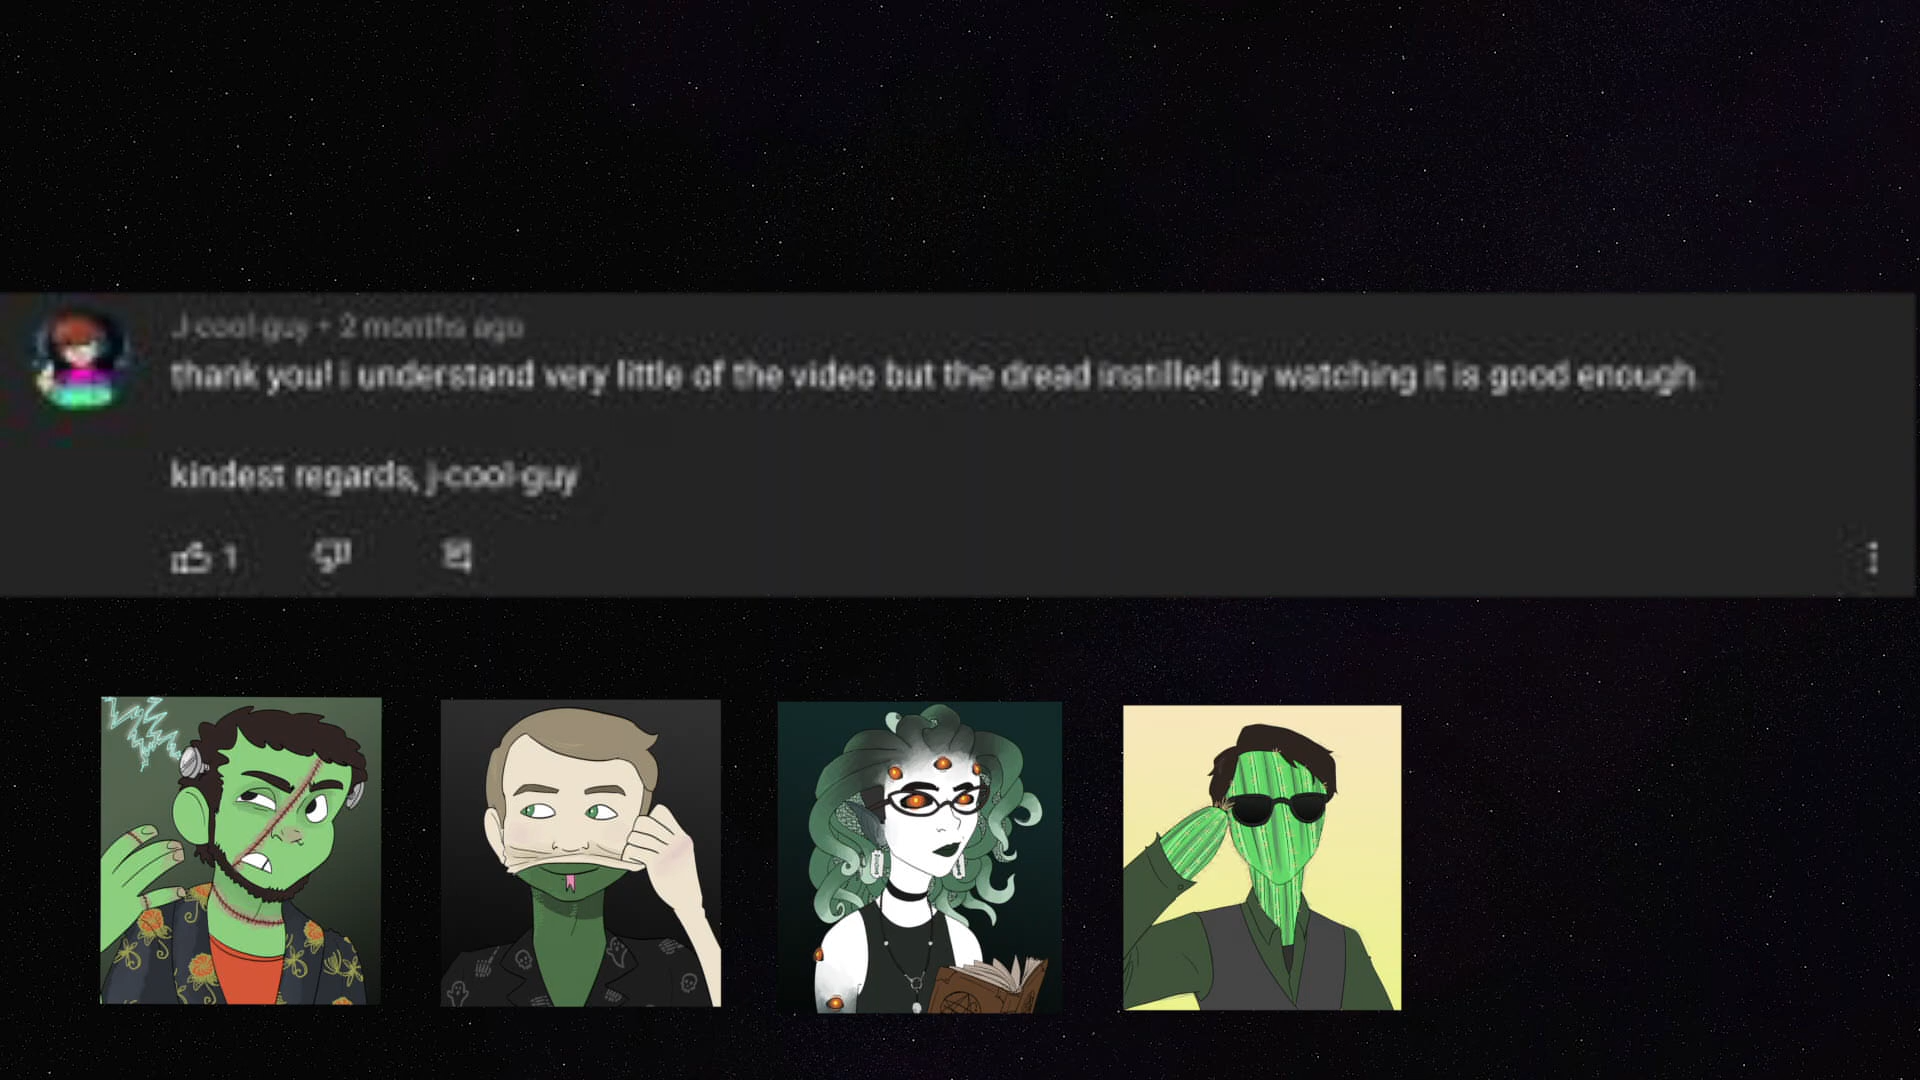 J-cool-guy • 2 months ago
thank you! i understand very little of the video but the dread instilled by watching it is good enough.
kindest regards, j-cool-guy
1